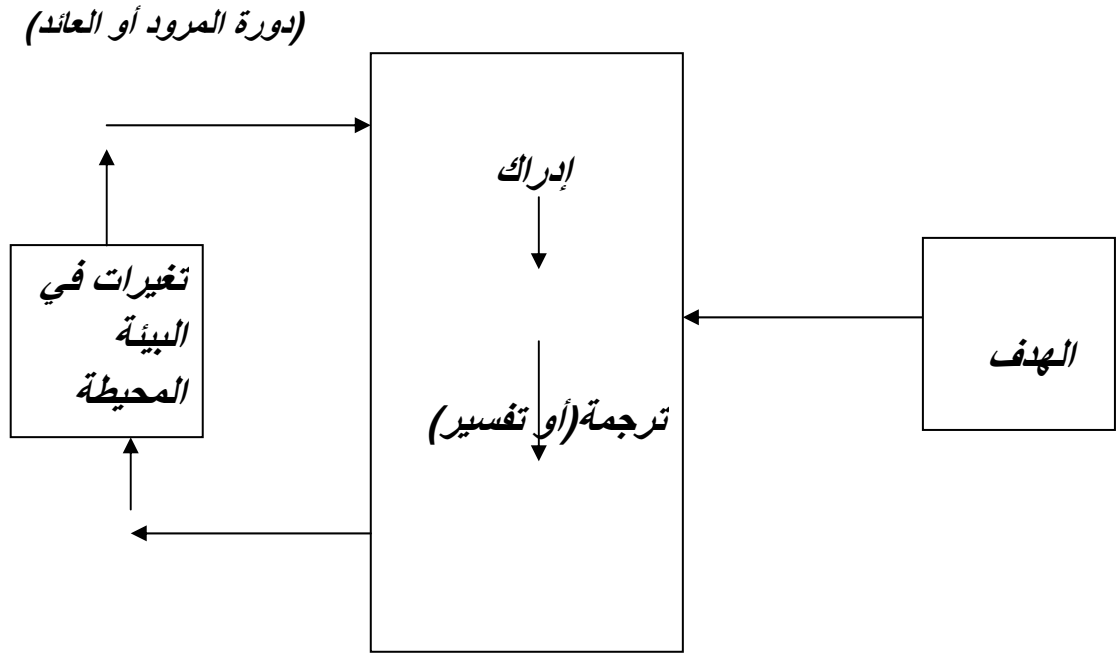 (دورة المرود أو العائد)
إدراك
تغيرات في
البيئة
المحيطة
الهدف
ترجمة(أو تفسير)